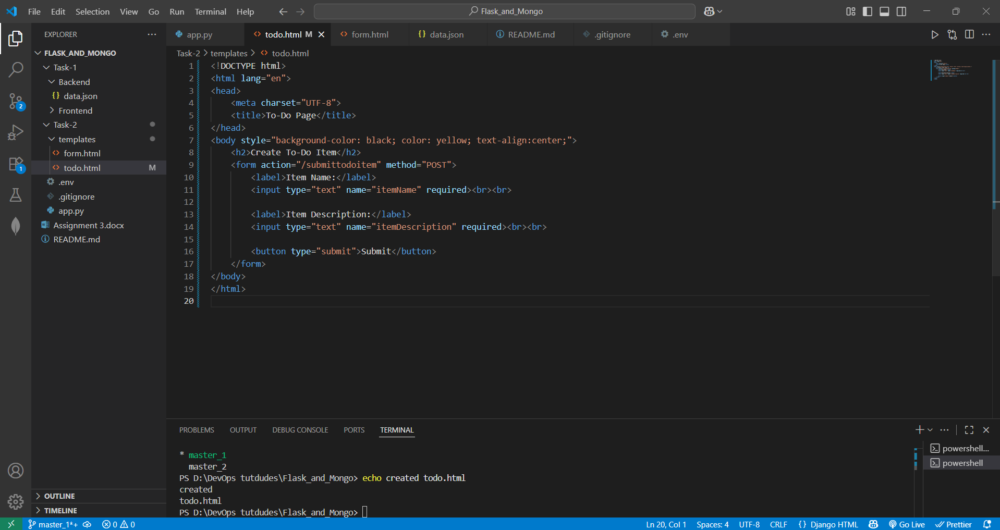 File Edit Selection View Go Run Terminal Help
Flask_and_Mongo
EXPLORER
FLASK_AND_MONGO
Task-1
Backend
data.json
Frontend
Task-2
templates
form.html
todo.html M
.env
.gitignore
app.py
Assignment 3.docx
README.md
OUTLINE
TIMELINE
2
1
app.py
todo.html M
form.html
data.json
README.md
.gitignore
.env
Task-2 > templates > todo.html
1 <!DOCTYPE html>
2 <html lang="en">
3 <head>
4 <meta charset="UTF-8">
5 <title>To-Do Page</title>
6 </head>
7 <body style="background-color: black; color: yellow; text-align:center;">
8 <h2>Create To-Do Item</h2>
9 <form action="/submittodoitem" method="POST">
10 <label>Item Name:</label>
11 <input type="text" name="itemName" required><br><br>
12
13 <label>Item Description:</label>
14 <input type="text" name="itemDescription" required><br><br>
15
16 <button type="submit">Submit</button>
17 </form>
18 </body>
19 </html>
20
PROBLEMS OUTPUT DEBUG CONSOLE PORTS TERMINAL
* master_1
master_2
PS D:\DevOps tutdudes\Flask_and_Mongo> echo created todo.html
created
todo.html
PS D:\DevOps tutdudes\Flask_and_Mongo>
powershell...
powershell
master_1*+ 0 0
Ln 20, Col 1 Spaces: 4 UTF-8 CRLF {} Django HTML Go Live Prettier